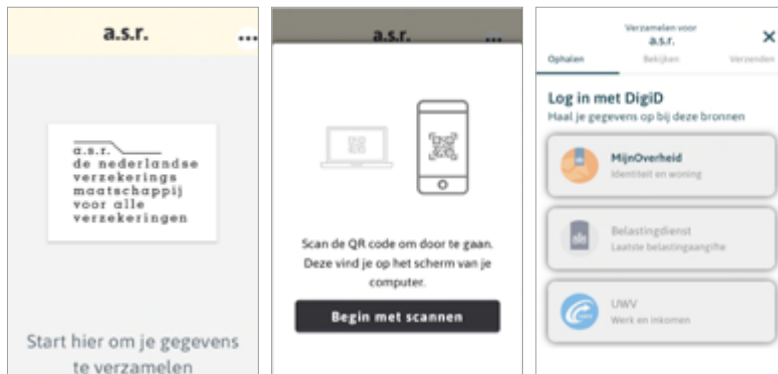 a.s.r.
...
a.s.r.
de nederlandse
verzekerings
maatschappij
voor alle
verzekeringen
Start hier om je gegevens
te verzamelen
a.s.r.
...
Scan de QR code om door te gaan.
Deze vind je op het scherm van je
computer.
Begin met scannen
Verzamelen voor
a.s.r.
Ophalen
Bekijken
Verzenden
Log in met DigiD
Haal je gegevens op bij deze bronnen
MijnOverheid
Identiteit en woning
Belastingdienst
Laatste belastingaangifte
UWV
Werk en inkomen